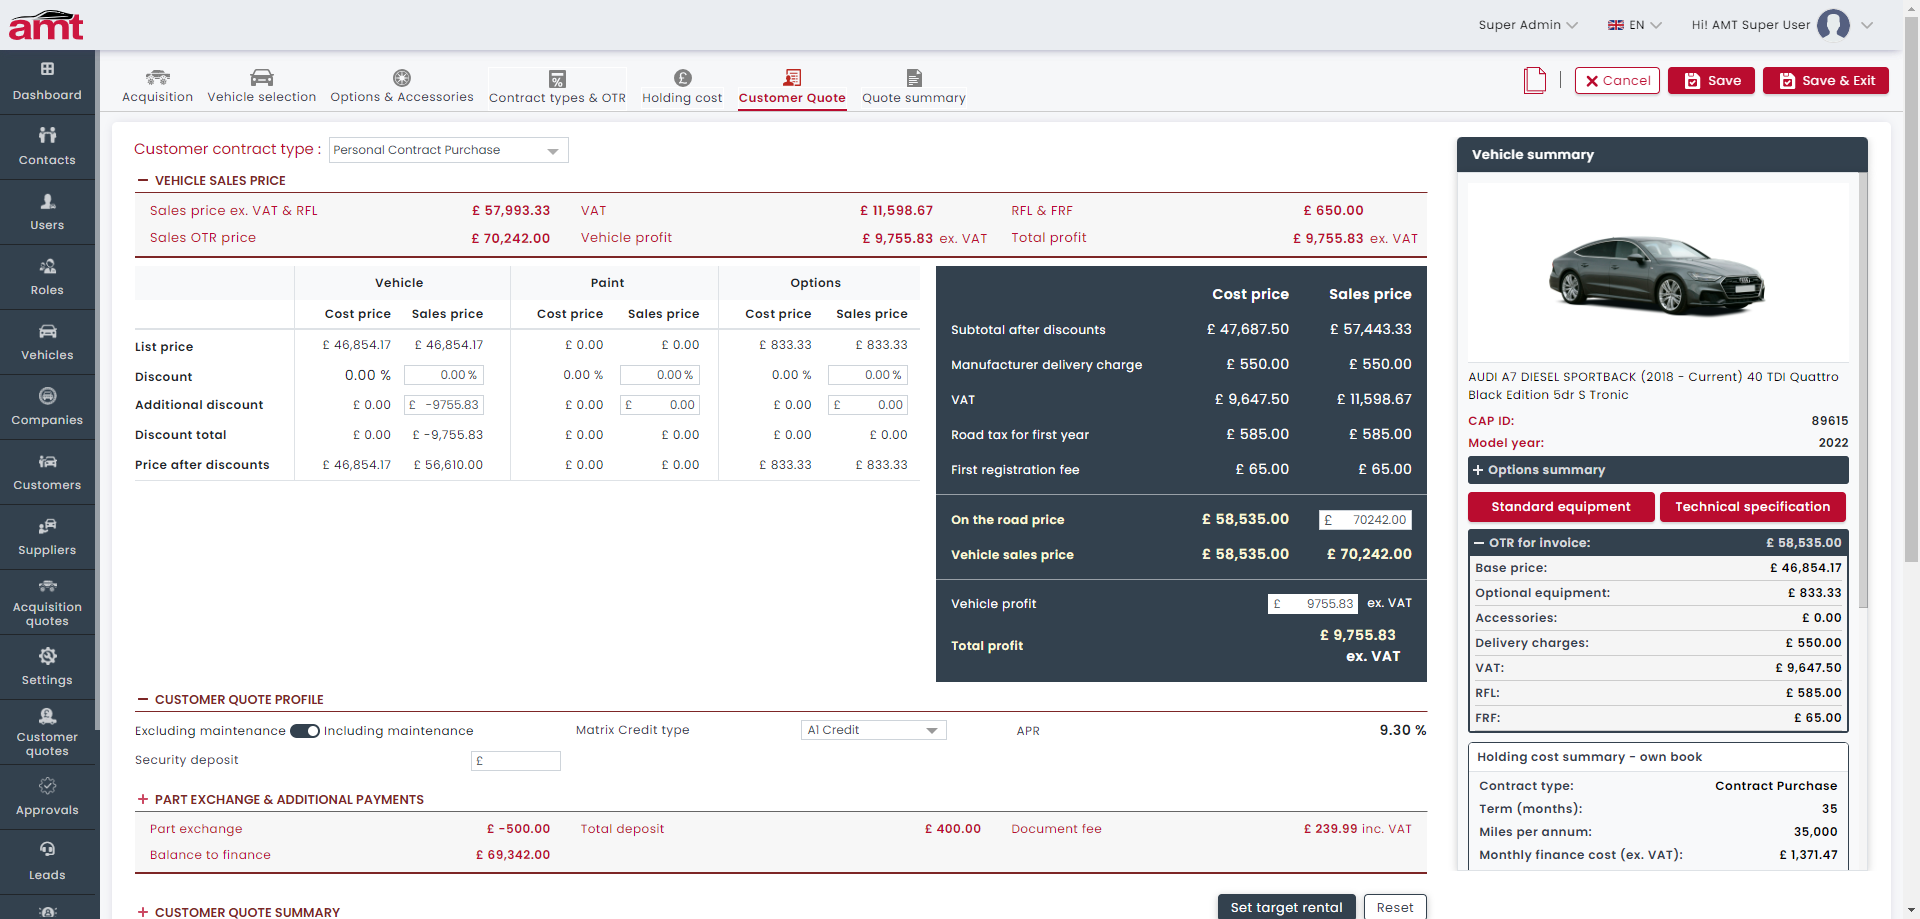 amt
Super Admin
EN
Hi! AMT Super User
Dashboard
Contacts
Users
Roles
Vehicles
Companies
Customers
Suppliers
Acquisition
quotes
Settings
Customer
quotes
Approvals
Leads
Acquisition
Vehicle selection
Options & Accessories
Contract types & OTR
Holding cost
Customer Quote
Quote summary
Cancel
Save
Save & Exit
Customer contract type : Personal Contract Purchase
VEHICLE SALES PRICE
Sales price ex. VAT & RFL £ 57,993.33 VAT £ 11,598.67 RFL & FRF £ 650.00
Sales OTR price £ 70,242.00 Vehicle profit £ 9,755.83 ex. VAT Total profit £ 9,755.83 ex. VAT
Vehicle Paint Options
Cost price Sales price Cost price Sales price Cost price Sales price
List price £ 46,854.17 £ 46,854.17 £ 0.00 £ 0.00 £ 833.33 £ 833.33
Discount 0.00 % 0.00 % 0.00 % 0.00 % 0.00 % 0.00 %
Additional discount £ 0.00 £ -9755.83 £ 0.00 £ 0.00 £ 0.00 £ 0.00
Discount total £ 0.00 £ -9,755.83 £ 0.00 £ 0.00 £ 0.00 £ 0.00
Price after discounts £ 46,854.17 £ 56,610.00 £ 0.00 £ 0.00 £ 833.33 £ 833.33
Cost price Sales price
Subtotal after discounts £ 47,687.50 £ 57,443.33
Manufacturer delivery charge £ 550.00 £ 550.00
VAT £ 9,647.50 £ 11,598.67
Road tax for first year £ 585.00 £ 585.00
First registration fee £ 65.00 £ 65.00
On the road price £ 58,535.00 £ 70242.00
Vehicle sales price £ 58,535.00 £ 70,242.00
Vehicle profit £ 9755.83 ex. VAT
Total profit £ 9,755.83
ex. VAT
CUSTOMER QUOTE PROFILE
Excluding maintenance Including maintenance Matrix Credit type A1 Credit APR 9.30 %
Security deposit £
PART EXCHANGE & ADDITIONAL PAYMENTS
Part exchange £ -500.00 Total deposit £ 400.00 Document fee £ 239.99 inc. VAT
Balance to finance £ 69,342.00
CUSTOMER QUOTE SUMMARY
Set target rental Reset
Vehicle summary
AUDI A7 DIESEL SPORTBACK (2018 - Current) 40 TDI Quattro
Black Edition 5dr S Tronic
CAP ID: 89615
Model year: 2022
Options summary
Standard equipment Technical specification
OTR for invoice: £ 58,535.00
Base price: £ 46,854.17
Optional equipment: £ 833.33
Accessories: £ 0.00
Delivery charges: £ 550.00
VAT: £ 9,647.50
RFL: £ 585.00
FRF: £ 65.00
Holding cost summary - own book
Contract type: Contract Purchase
Term (months): 35
Miles per annum: 35,000
Monthly finance cost (ex. VAT): £ 1,371.47